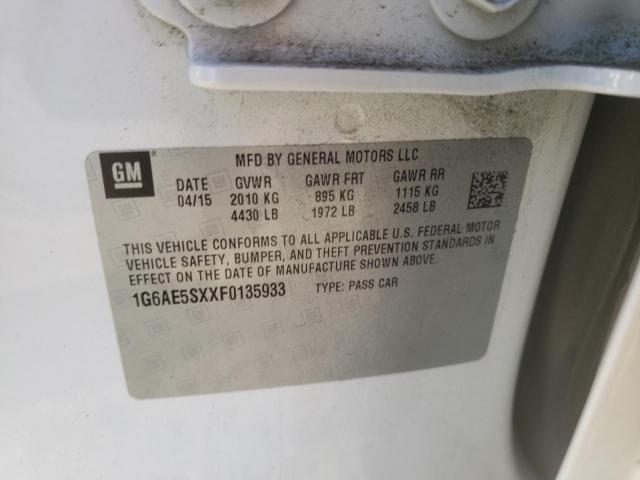 GM
MFD BY GENERAL MOTORS LLC
DATE GVWR GAWR FRT GAWR RR
04/15 2010 KG 895 KG 1115 KG
4430 LB 1972 LB 2458 LB
THIS VEHICLE CONFORMS TO ALL APPLICABLE U.S. FEDERAL-MOTOR
VEHICLE SAFETY, BUMPER, AND THEFT PREVENTION STANDARDS IN
EFFECT ON THE DATE OF MANUFACTURE SHOWN ABOVE.
1G6AE5SXXF0135933 TYPE: PASS CAR